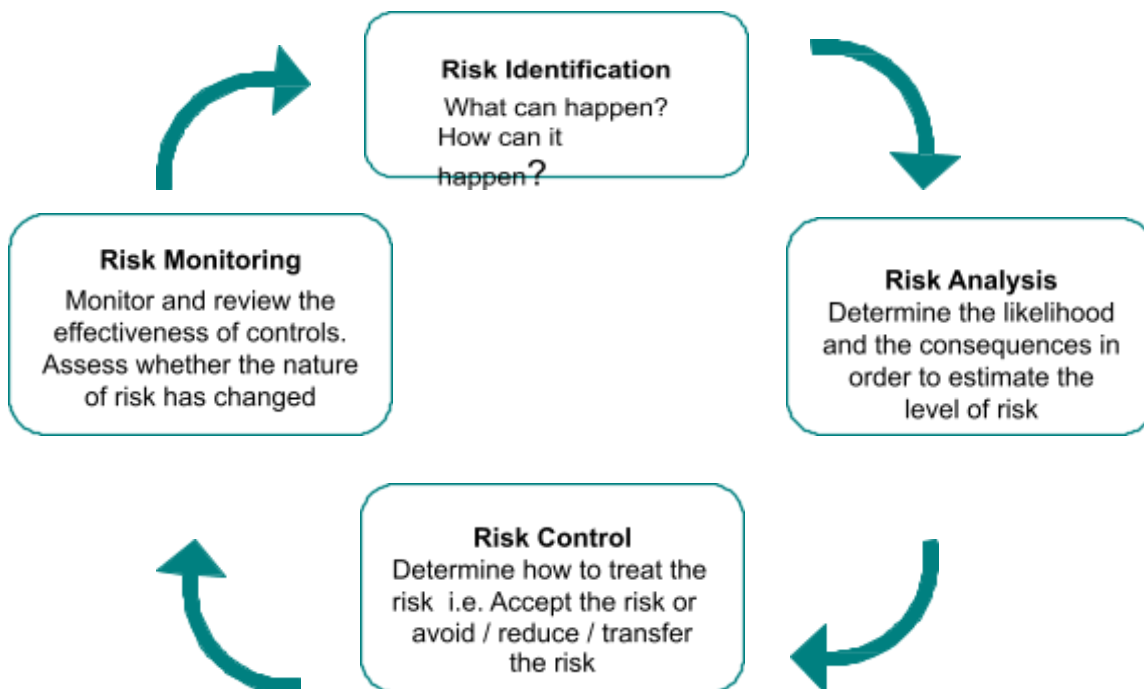 Risk Identification
What can happen?
How can it
happen?
Risk Monitoring
Monitor and review the
effectiveness of controls.
Assess whether the nature
of risk has changed
Risk Analysis
Determine the likelihood
and the consequences in
order to estimate the
level of risk
Risk Control
Determine how to treat the
risk i.e. Accept the risk or
avoid / reduce / transfer
the risk